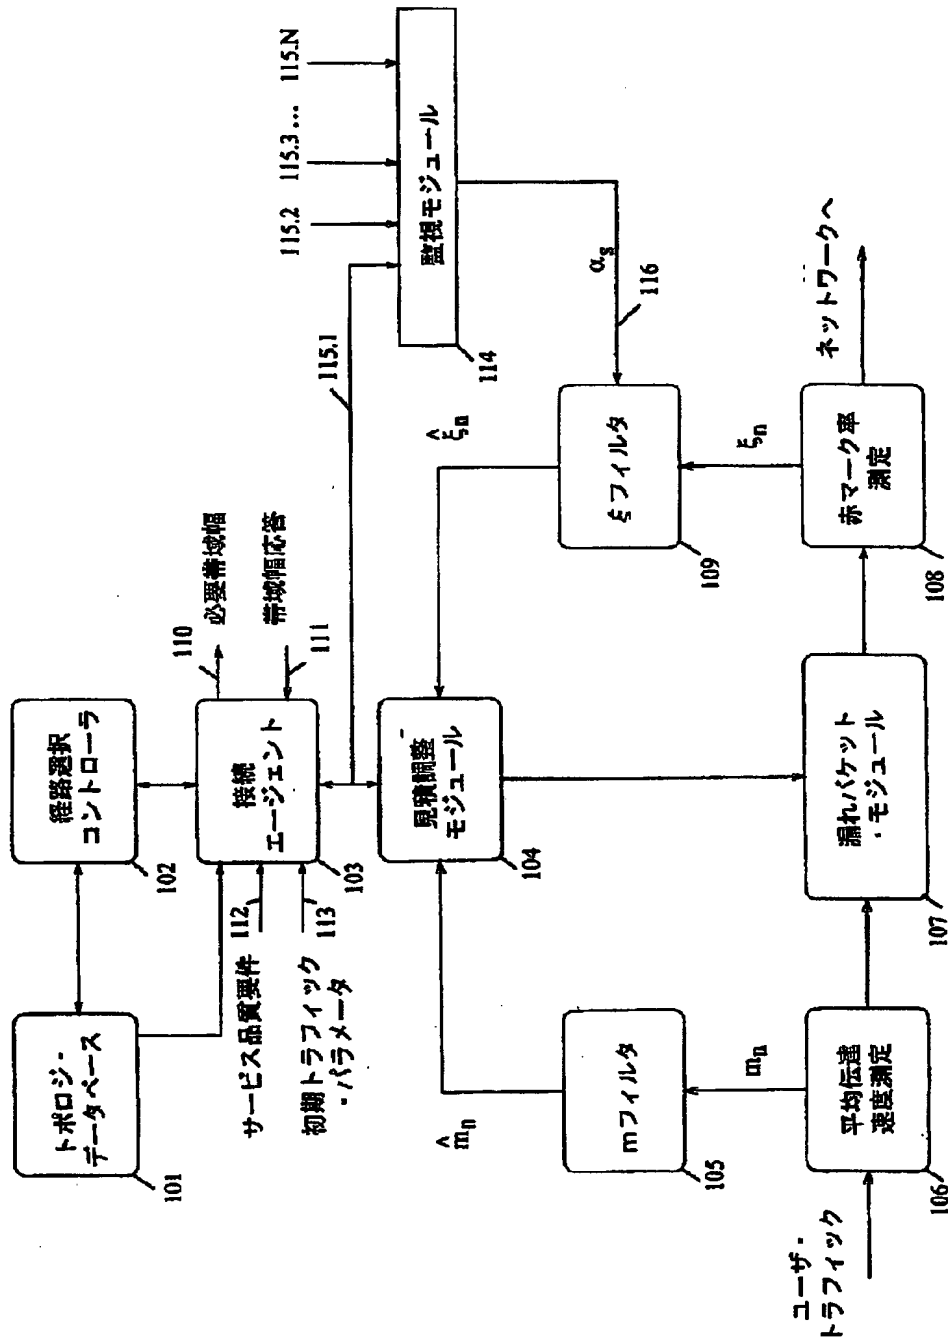 トポロジ・
データベース
101
経路選択
コントローラ
102
サービス品質要件
112
初期トラフィック
・パラメータ
113
接続
エージェント
103
110
必要帯域幅
帯域幅応答
111
115.1
115.2
115.3 ...
115.N
監視モジュール
114
αs
116
m̂n
見積調整
モジュール
104
ξ̂n
mフィルタ
105
mn
ξフィルタ
109
ξn
ユーザ・
トラフィック
平均伝達
速度測定
106
漏れバケット
・モジュール
107
赤マーク率
測定
108
ネットワークへ